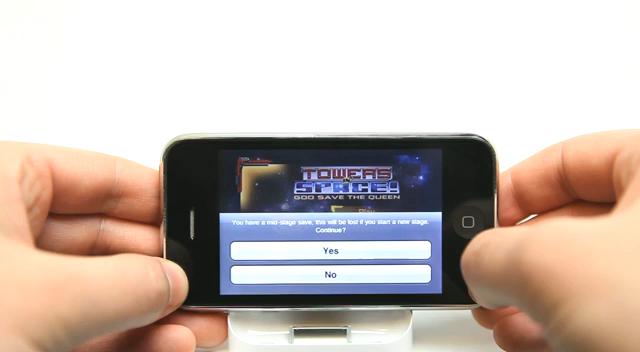 TOWERS
N
SPACE!
GOD SAVE THE QUEEN
Play
You have a mid-stage save, this will be lost if you start a new stage.
Continue?
Yes
No